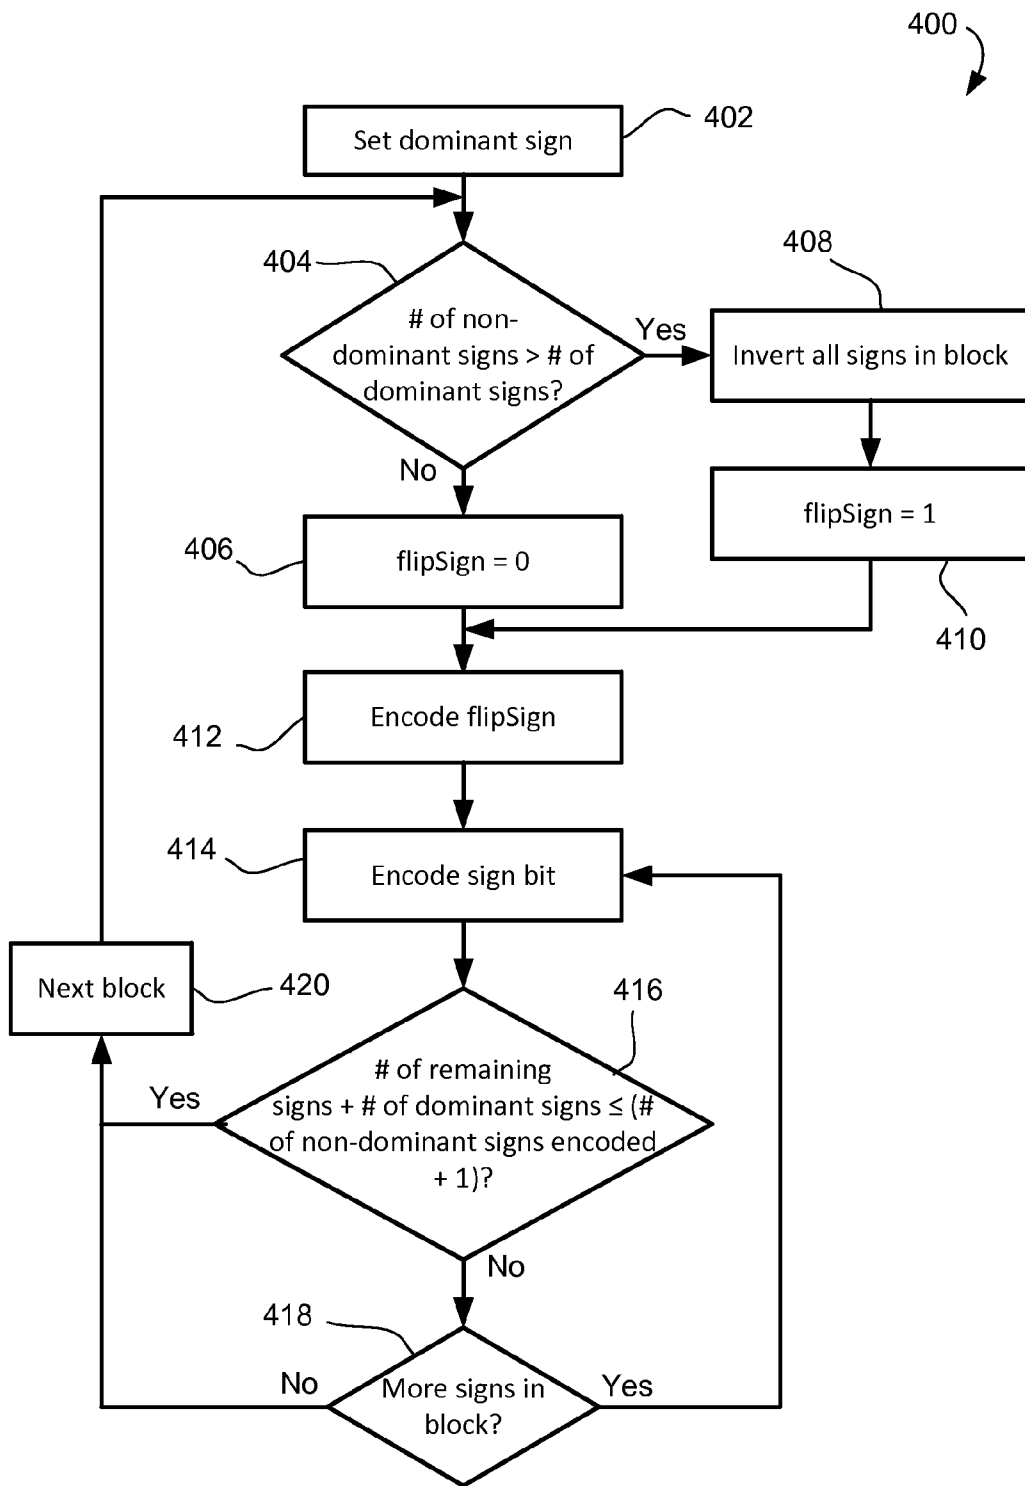 400
Set dominant sign
402
404
# of non-
dominant signs > # of
dominant signs?
Yes
408
Invert all signs in block
No
flipSign = 1
406
flipSign = 0
410
Encode flipSign
412
414
Encode sign bit
Next block
420
416
# of remaining
signs + # of dominant signs ≤ (#
of non-dominant signs encoded
+ 1)?
Yes
No
418
More signs in
block?
No
Yes